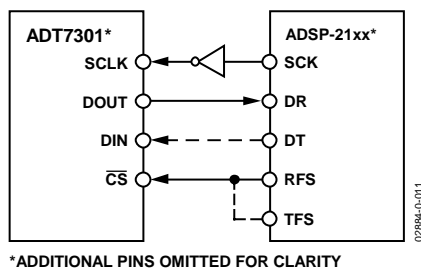 ADT7301*
ADSP-21xx*
SCLK
SCK
DOUT
DR
DIN
DT
CS
RFS
TFS
02884-0-011
*ADDITIONAL PINS OMITTED FOR CLARITY